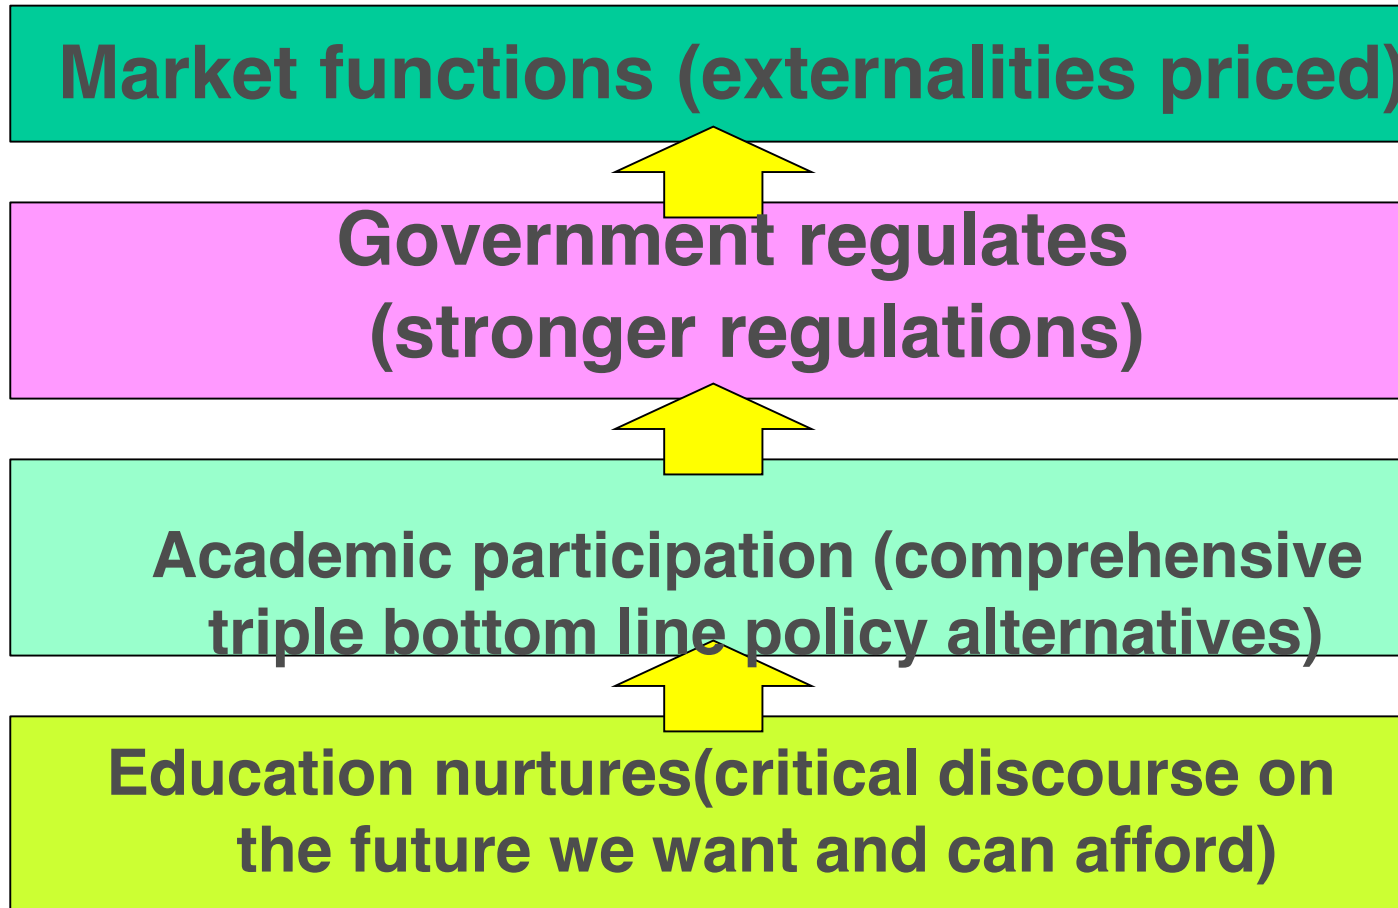 Market functions (externalities priced)
Government regulates
(stronger regulations)
Academic participation (comprehensive
triple bottom line policy alternatives)
Education nurtures(critical discourse on
the future we want and can afford)